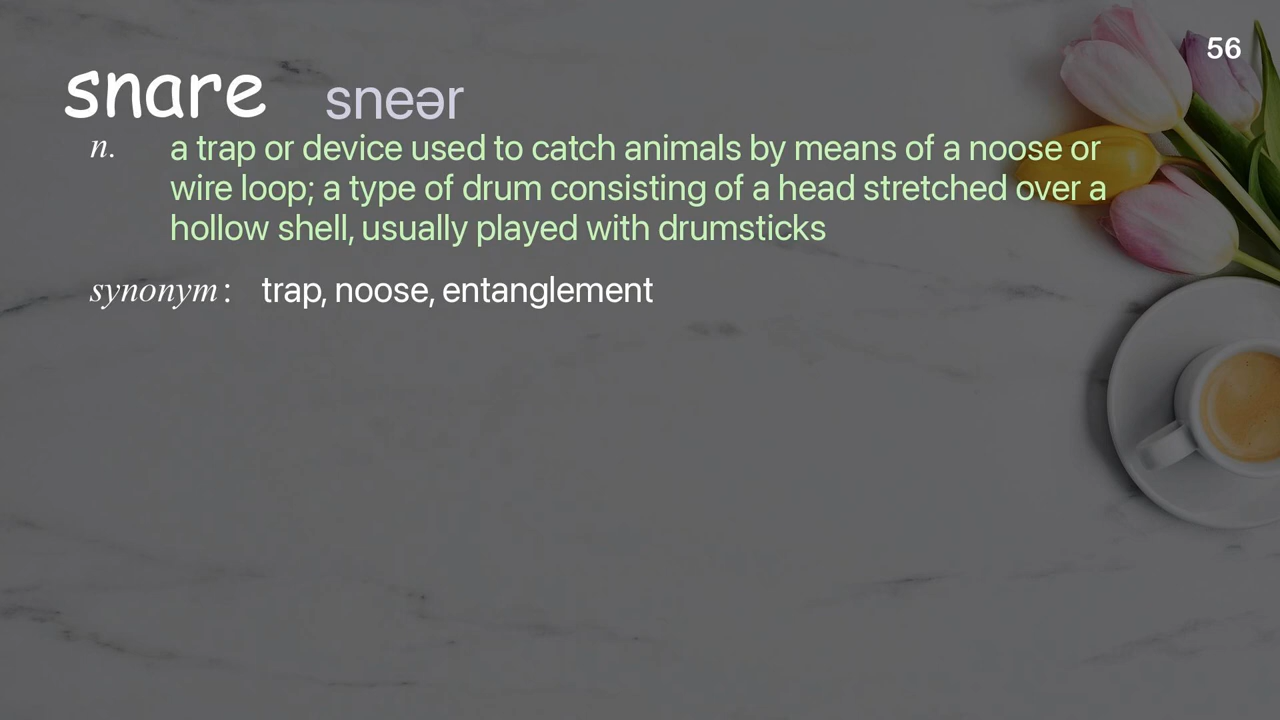 56
snare sneər
n. a trap or device used to catch animals by means of a noose or
wire loop; a type of drum consisting of a head stretched over a
hollow shell, usually played with drumsticks
synonym: trap, noose, entanglement